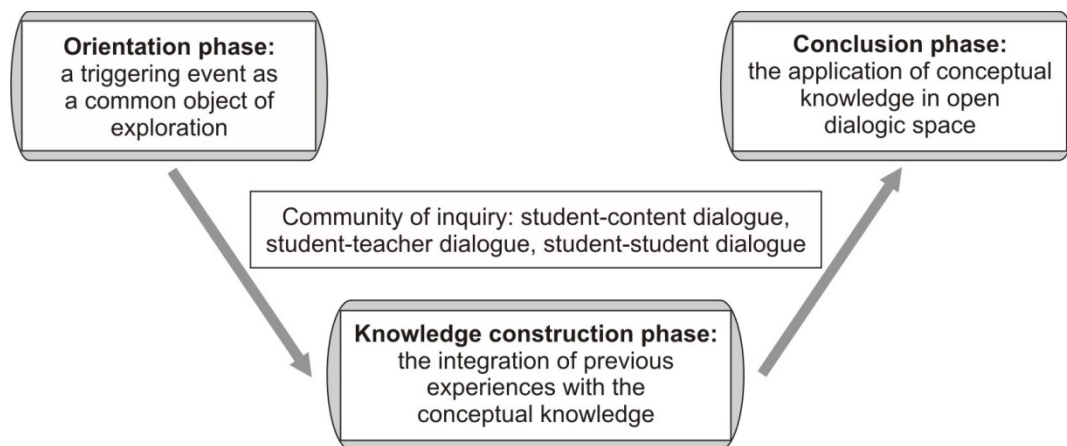 Orientation phase:
a triggering event as
a common object of
exploration
Conclusion phase:
the application of conceptual
knowledge in open
dialogic space
Community of inquiry: student-content dialogue,
student-teacher dialogue, student-student dialogue
Knowledge construction phase:
the integration of previous
experiences with the
conceptual knowledge